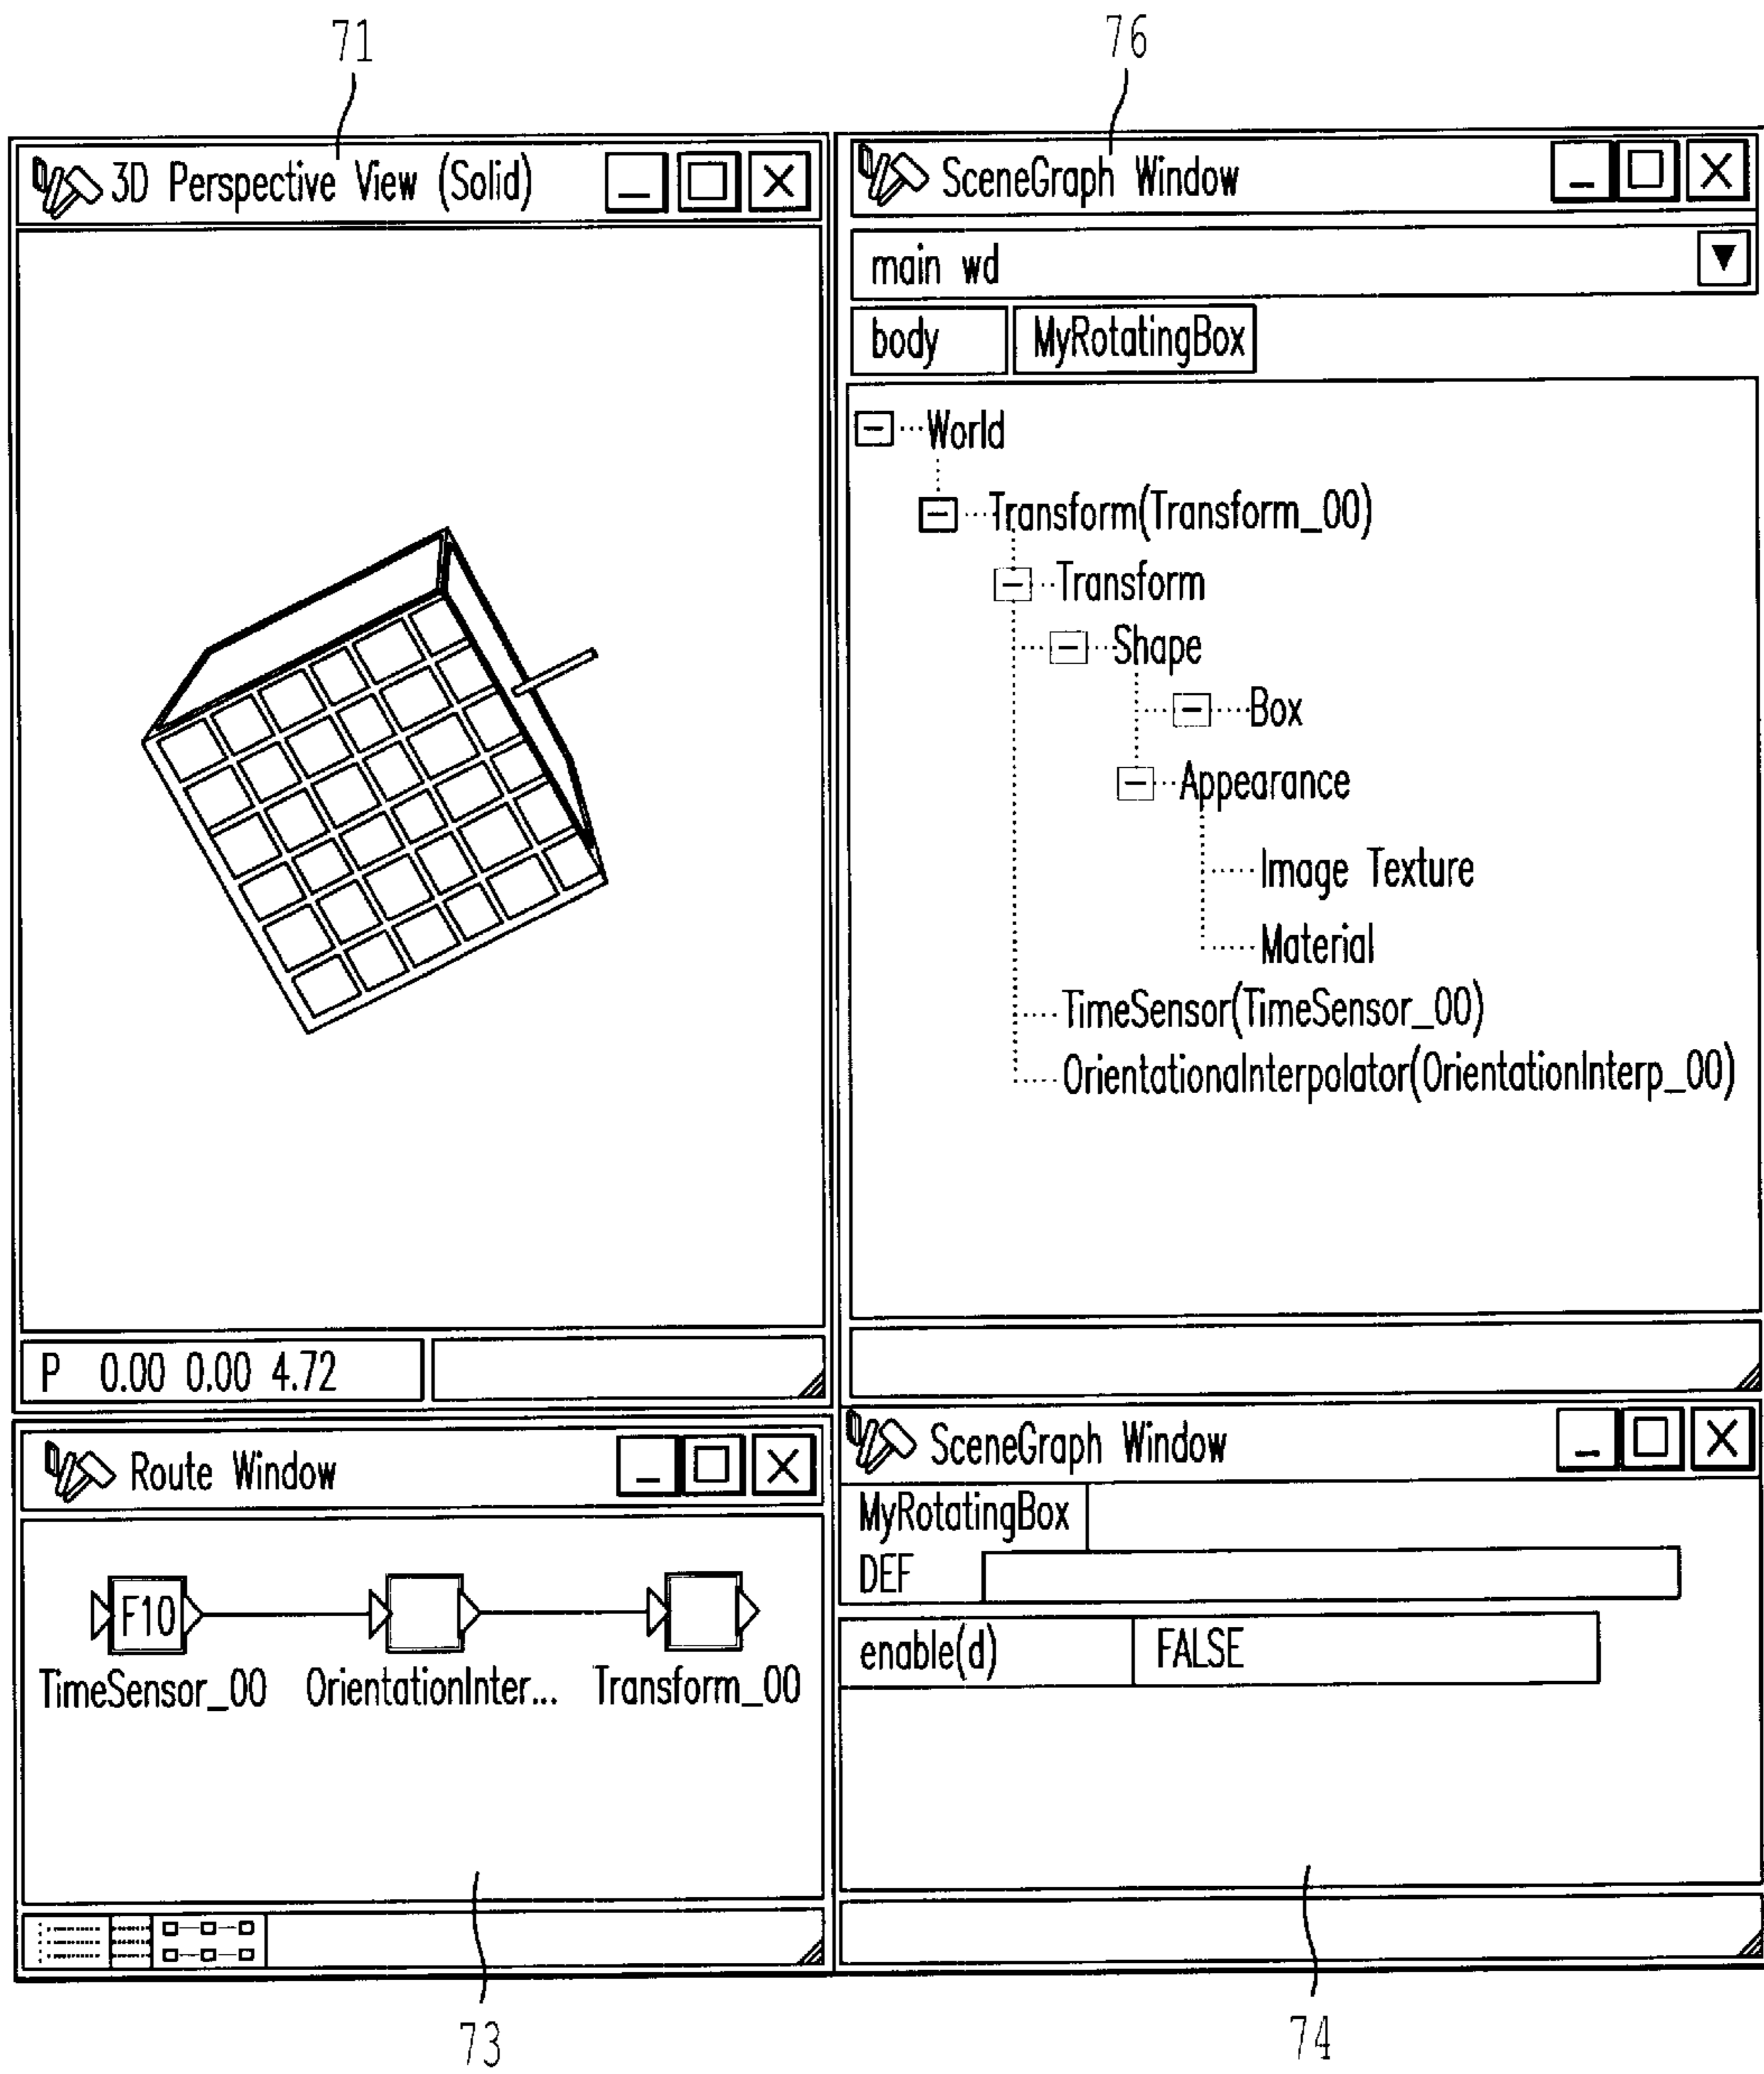 71
76
3D Perspective View (Solid)
SceneGraph Window
main wd
body
MyRotatingBox
World
Transform(Transform_00)
Transform
Shape
Box
Appearance
Image Texture
Material
TimeSensor(TimeSensor_00)
OrientationaInterpolator(OrientationInterp_00)
P 0.00 0.00 4.72
Route Window
F10
TimeSensor_00
OrientationInter...
Transform_00
SceneGraph Window
MyRotatingBox
DEF
enable(d)
FALSE
73
74